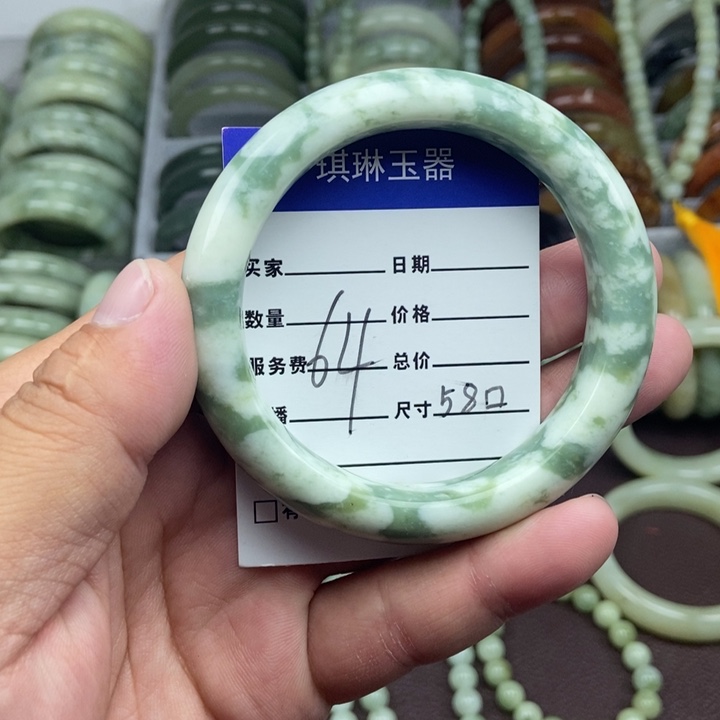 琪琳玉器
买家 日期
数量 价格
服务费 总价
播 尺寸 58口
64